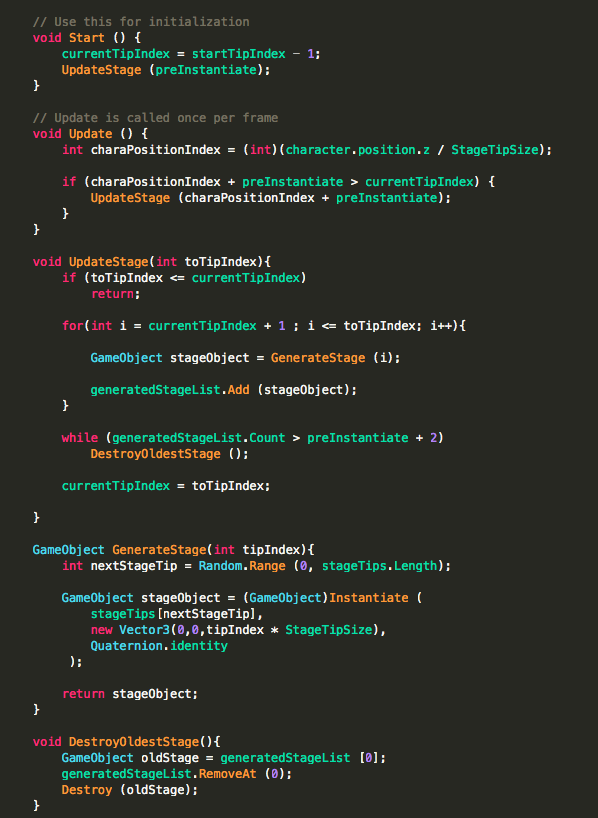 // Use this for initialization
void Start () {
currentTipIndex = startTipIndex - 1;
UpdateStage (preInstantiate);
}
// Update is called once per frame
void Update () {
int charaPositionIndex = (int)(character.position.z / StageTipSize);
if (charaPositionIndex + preInstantiate > currentTipIndex) {
UpdateStage (charaPositionIndex + preInstantiate);
}
}
void UpdateStage(int toTipIndex){
if (toTipIndex <= currentTipIndex)
return;
for(int i = currentTipIndex + 1 ; i <= toTipIndex; i++){
GameObject stageObject = GenerateStage (i);
generatedStageList.Add (stageObject);
}
while (generatedStageList.Count > preInstantiate + 2)
DestroyOldestStage ();
currentTipIndex = toTipIndex;
}
GameObject GenerateStage(int tipIndex){
int nextStageTip = Random.Range (0, stageTips.Length);
GameObject stageObject = (GameObject)Instantiate (
stageTips[nextStageTip],
new Vector3(0,0,tipIndex * StageTipSize),
Quaternion.identity
);
return stageObject;
}
void DestroyOldestStage(){
GameObject oldStage = generatedStageList [0];
generatedStageList.RemoveAt (0);
Destroy (oldStage);
}